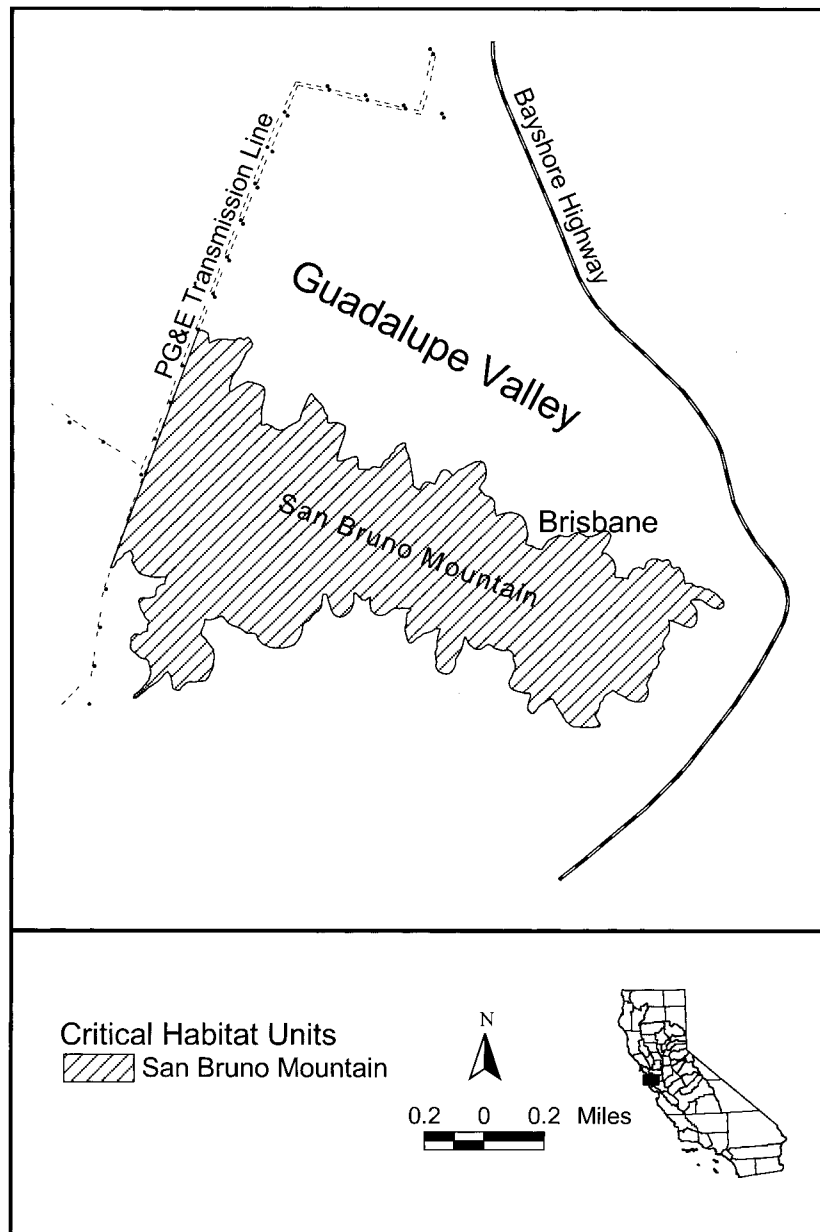 Bayshore Highway
PG&E Transmission Line
Guadalupe Valley
Brisbane
San Bruno Mountain
Critical Habitat Units
San Bruno Mountain
N
0.2 0 0.2 Miles